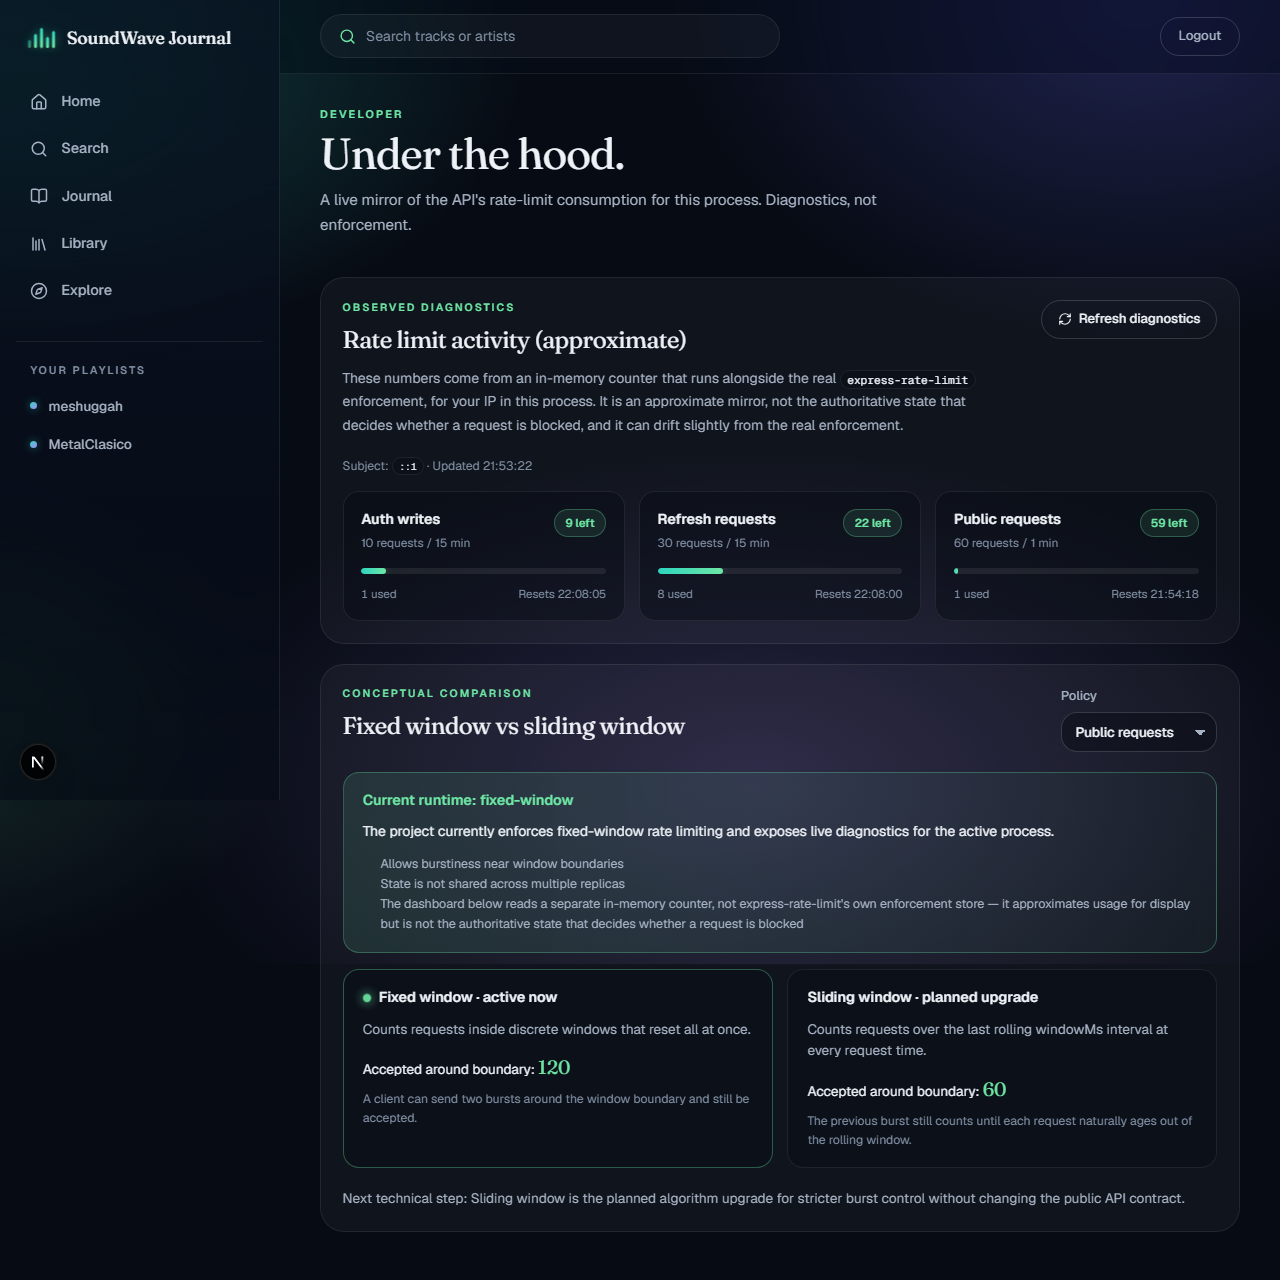 SoundWave Journal
Search tracks or artists
Logout
Home
Search
Journal
Library
Explore
YOUR PLAYLISTS
meshuggah
MetalClasico
N
DEVELOPER
Under the hood.
A live mirror of the API's rate-limit consumption for this process. Diagnostics, not
enforcement.
OBSERVED DIAGNOSTICS
Rate limit activity (approximate)
Refresh diagnostics
These numbers come from an in-memory counter that runs alongside the real express-rate-limit
enforcement, for your IP in this process. It is an approximate mirror, not the authoritative state that
decides whether a request is blocked, and it can drift slightly from the real enforcement.
Subject: ::1 · Updated 21:53:22
Auth writes
9 left
10 requests / 15 min
1 used
Resets 22:08:05
Refresh requests
22 left
30 requests / 15 min
8 used
Resets 22:08:00
Public requests
59 left
60 requests / 1 min
1 used
Resets 21:54:18
CONCEPTUAL COMPARISON
Fixed window vs sliding window
Policy
Public requests
Current runtime: fixed-window
The project currently enforces fixed-window rate limiting and exposes live diagnostics for the active process.
Allows burstiness near window boundaries
State is not shared across multiple replicas
The dashboard below reads a separate in-memory counter, not express-rate-limit's own enforcement store — it approximates usage for display
but is not the authoritative state that decides whether a request is blocked
Fixed window · active now
Counts requests inside discrete windows that reset all at once.
Accepted around boundary: 120
A client can send two bursts around the window boundary and still be
accepted.
Sliding window · planned upgrade
Counts requests over the last rolling windowMs interval at
every request time.
Accepted around boundary: 60
The previous burst still counts until each request naturally ages out of
the rolling window.
Next technical step: Sliding window is the planned algorithm upgrade for stricter burst control without changing the public API contract.